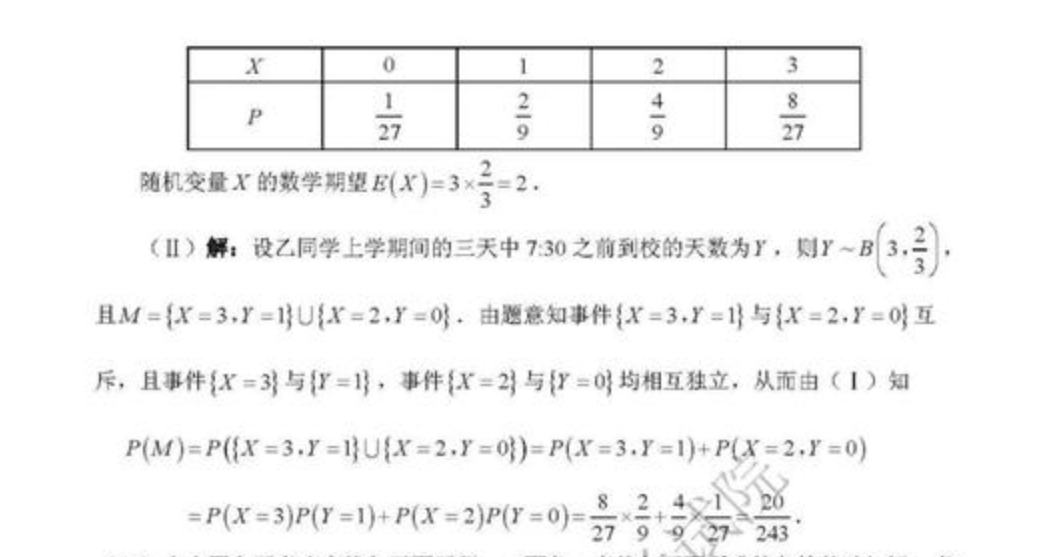 X 0 1 2 3
P 1/27 2/9 4/9 8/27
随机变量 X 的数学期望 E(X)=3×2/3=2．
（Ⅱ）解：设乙同学上学期间的三天中 7:30 之前到校的天数为Y，则Y~B(3,2/3)，
且M={X=3,Y=1}∪{X=2,Y=0}．由题意知事件{X=3,Y=1}与{X=2,Y=0}互
斥，且事件{X=3}与{Y=1}，事件{X=2}与{Y=0}均相互独立，从而由（Ⅰ）知
P(M)=P({X=3,Y=1}∪{X=2,Y=0})=P(X=3,Y=1)+P(X=2,Y=0)
=P(X=3)P(Y=1)+P(X=2)P(Y=0)=8/27×2/9+4/9×1/27=20/243．
试院